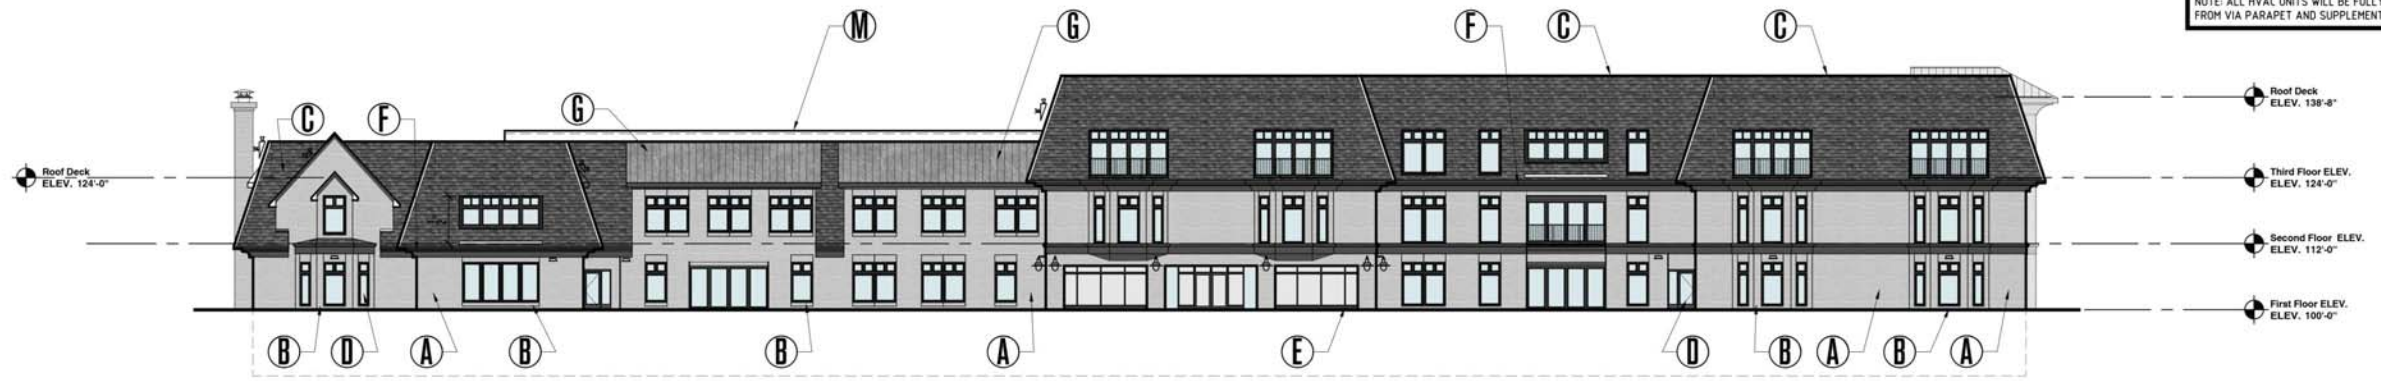 NOTE: ALL HVAC UNITS WILL BE FULLY
FROM VIA PARAPET AND SUPPLEMENT
M
G
F
C
C
G
C
F
Roof Deck
ELEV. 138'-8"
Roof Deck
ELEV. 124'-0"
Third Floor ELEV.
ELEV. 124'-0"
Second Floor ELEV.
ELEV. 112'-0"
First Floor ELEV.
ELEV. 100'-0"
B
D
A
B
B
A
E
D
B
A
B
A